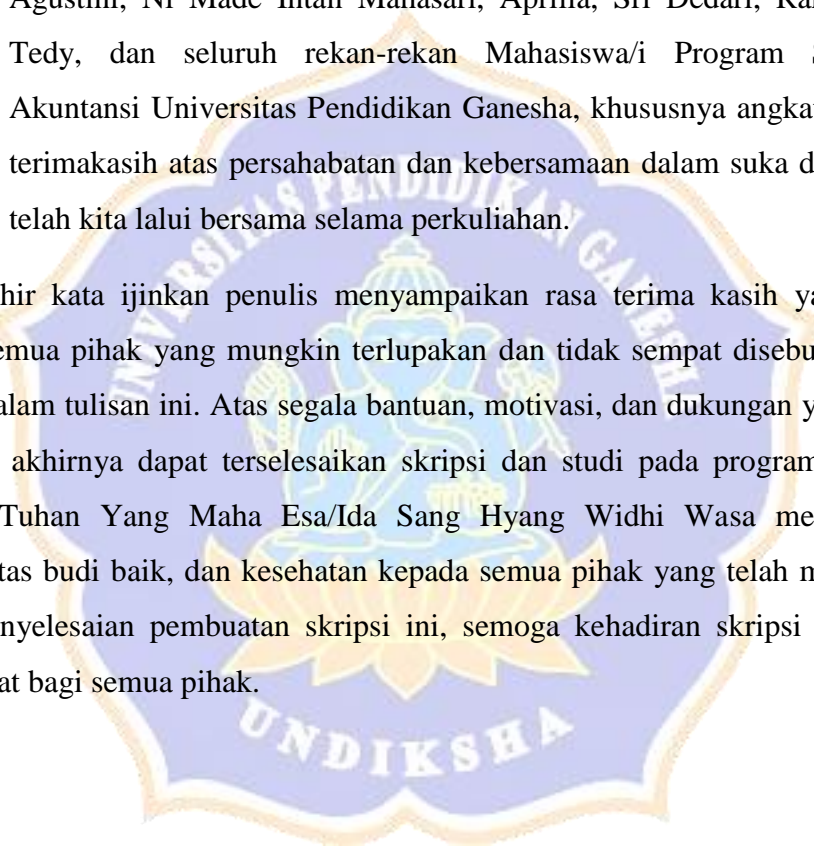 Agustini, Ni Made Intan Sri Dedari,
Tedy, dan seluruh rekan-rekan Mahasiswa/i Program S
Akuntansi Universitas Pendidikan Ganesha, khususnya angka
terimakasih atas persahabatan dan kebersamaan dalam suka d
telah kita lalui bersama selama perkuliahan.
hir kata ijinkan penulis menyampaikan rasa terima kasih ya
emua pihak yang mungkin terlupakan dan tidak sempat disebu
alam tulisan ini. Atas segala bantuan, motivasi, dan dukungan y
akhirnya dapat terselesaikan skripsi dan studi pada program
Tuhan Yang Maha Esa/Ida Sang Hyang Widhi Wasa me
tas budi baik, dan kesehatan kepada semua pihak yang telah m
nyelesaian pembuatan skripsi ini, semoga kehadiran skripsi
at bagi semua pihak.
UNIVERSITAS PENDIDIKAN GANESHA
UNDIKSHA